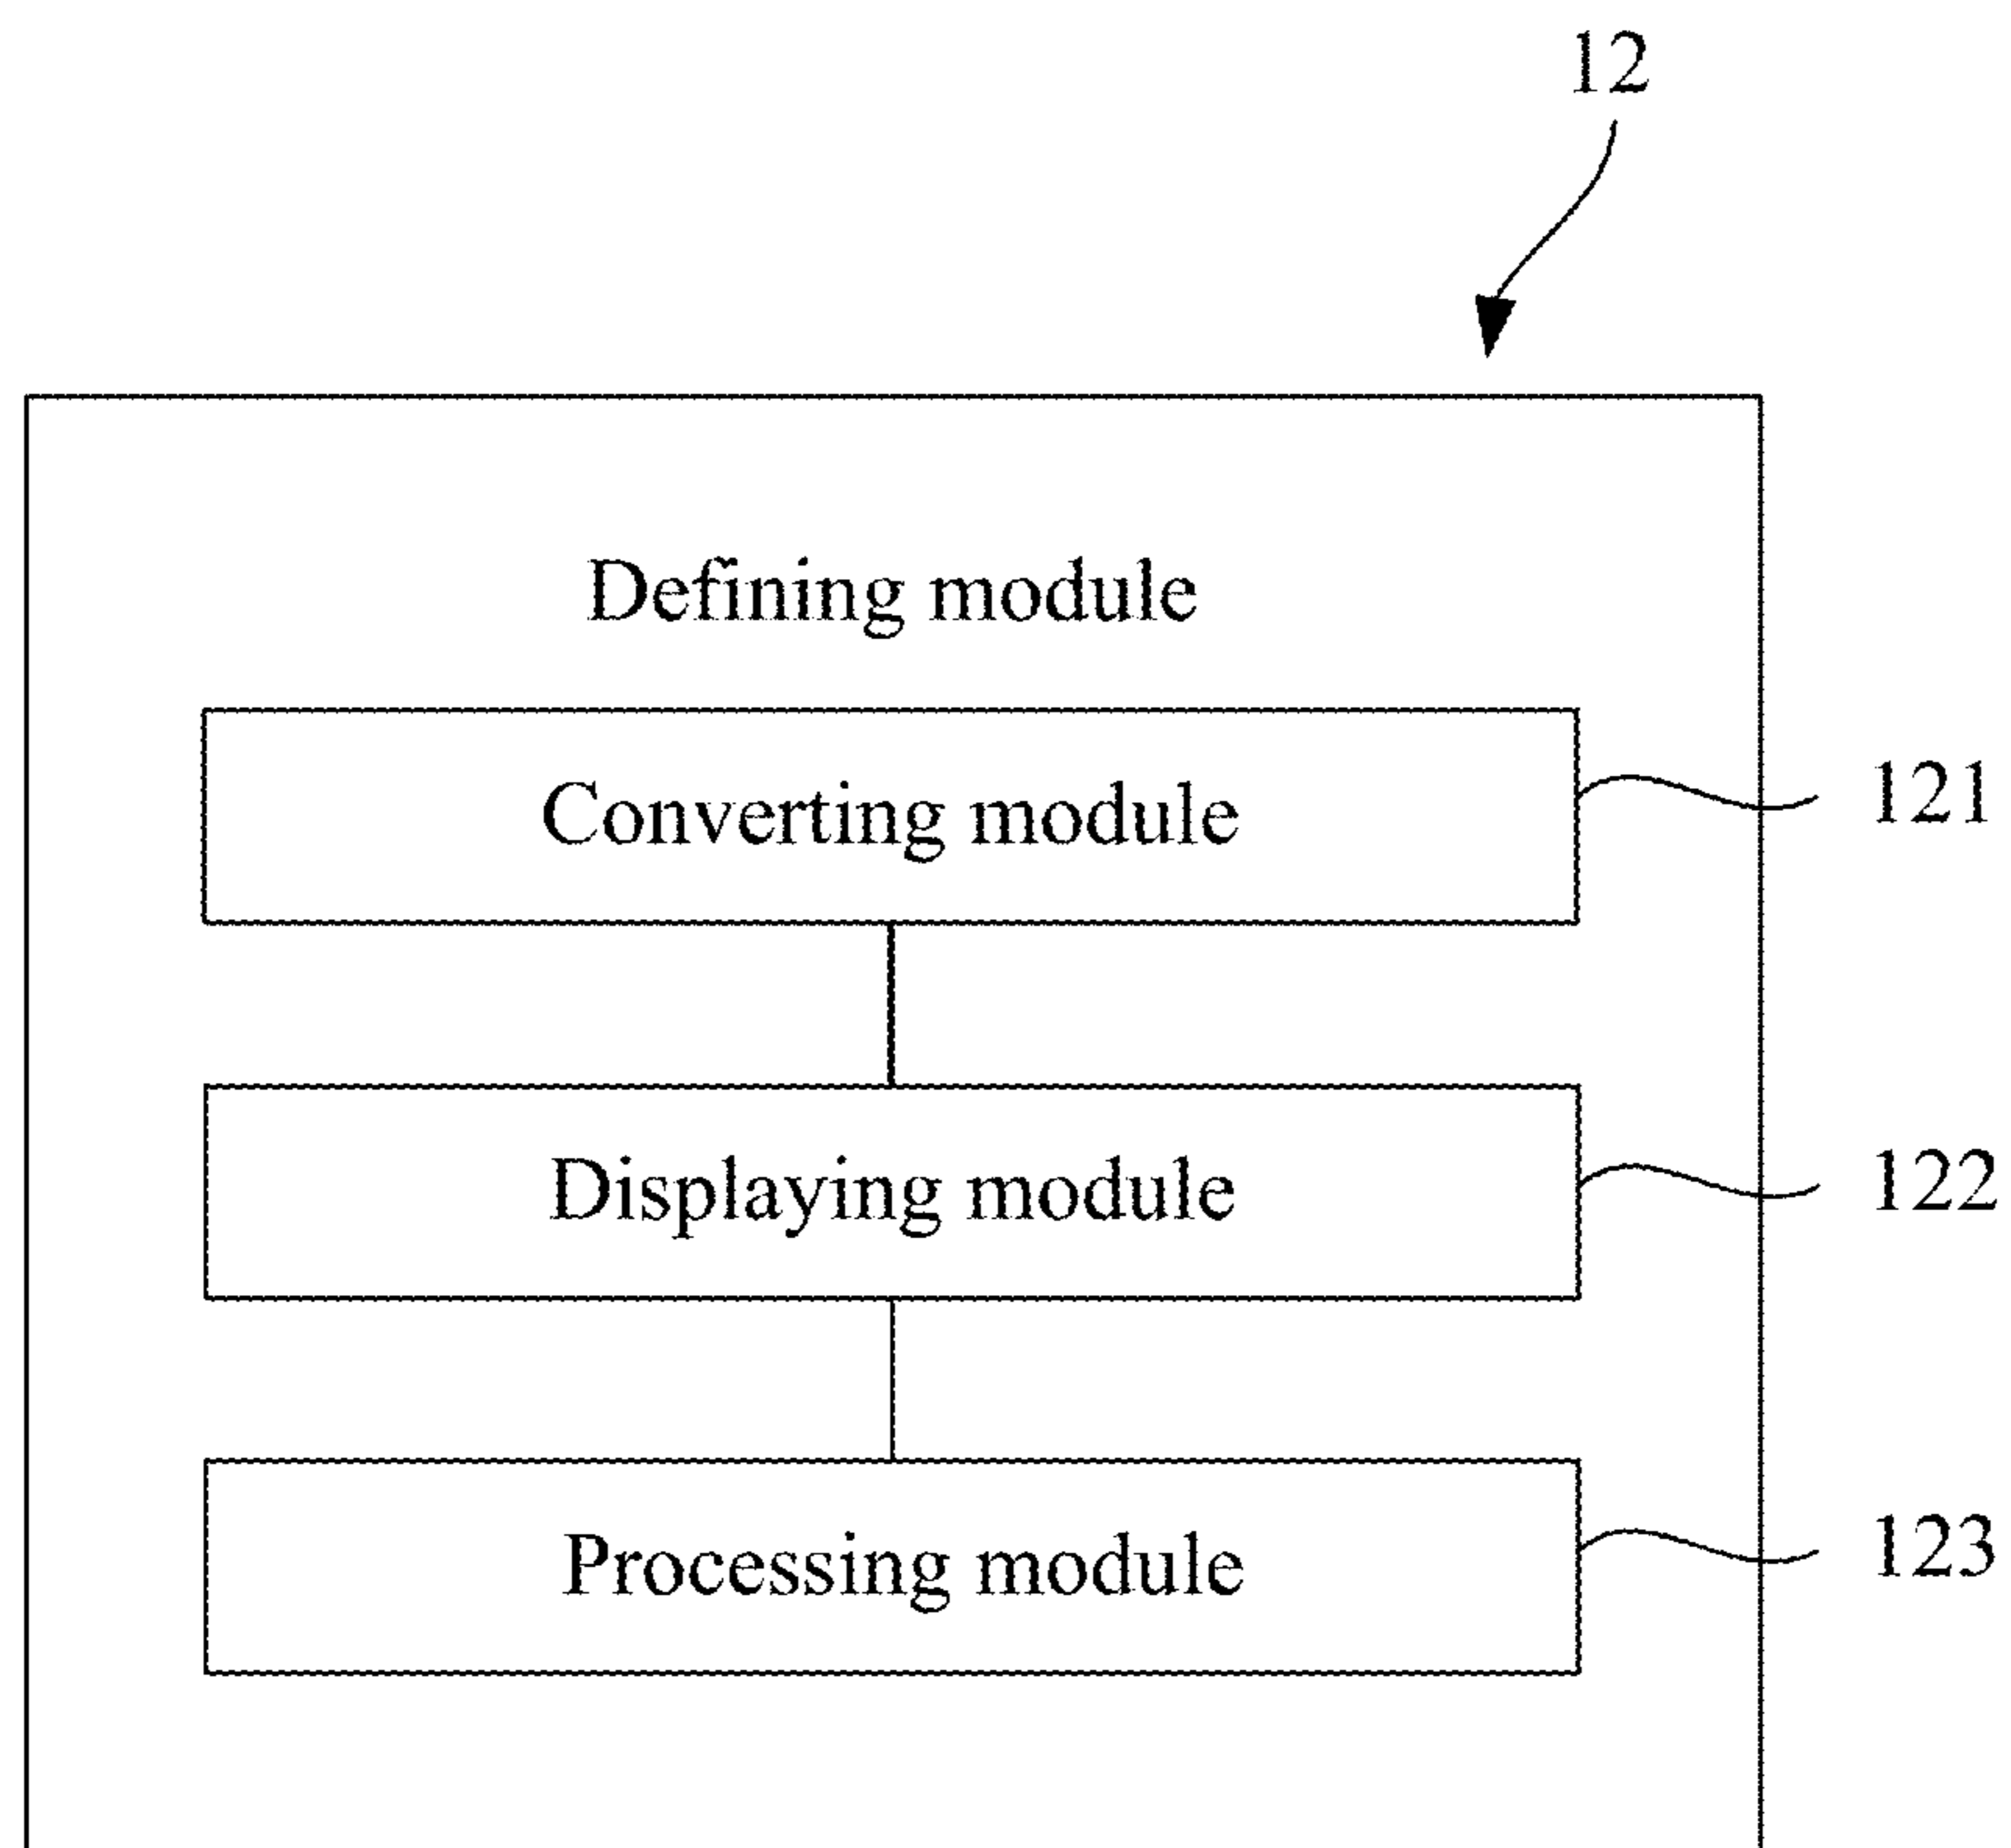 12
Defining module
Converting module
121
Displaying module
122
Processing module
123